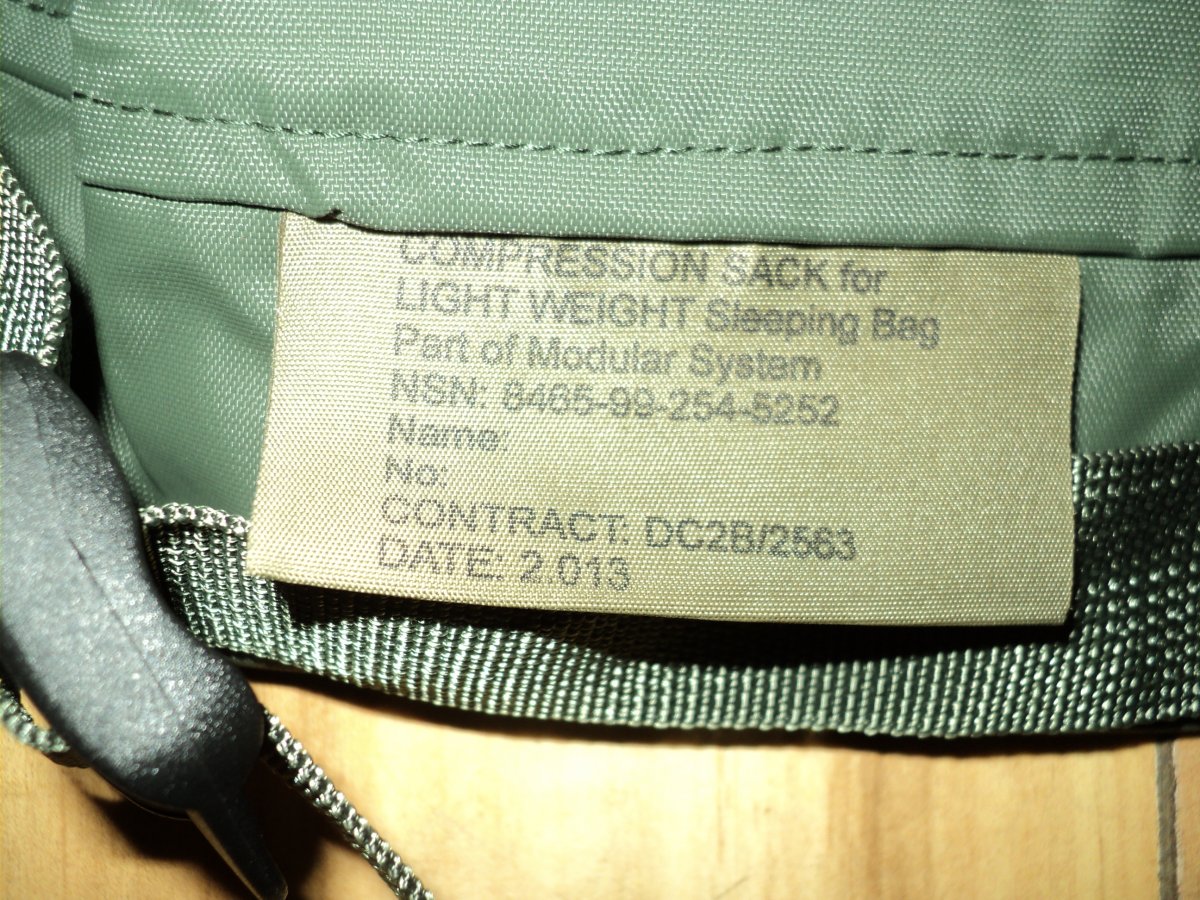 COMPRESSION SACK for
LIGHT WEIGHT Sleeping Bag
Part of Modular System
NSN: 8465-99-254-5252
Name:
No:
CONTRACT: DC2B/2563
DATE: 2.013